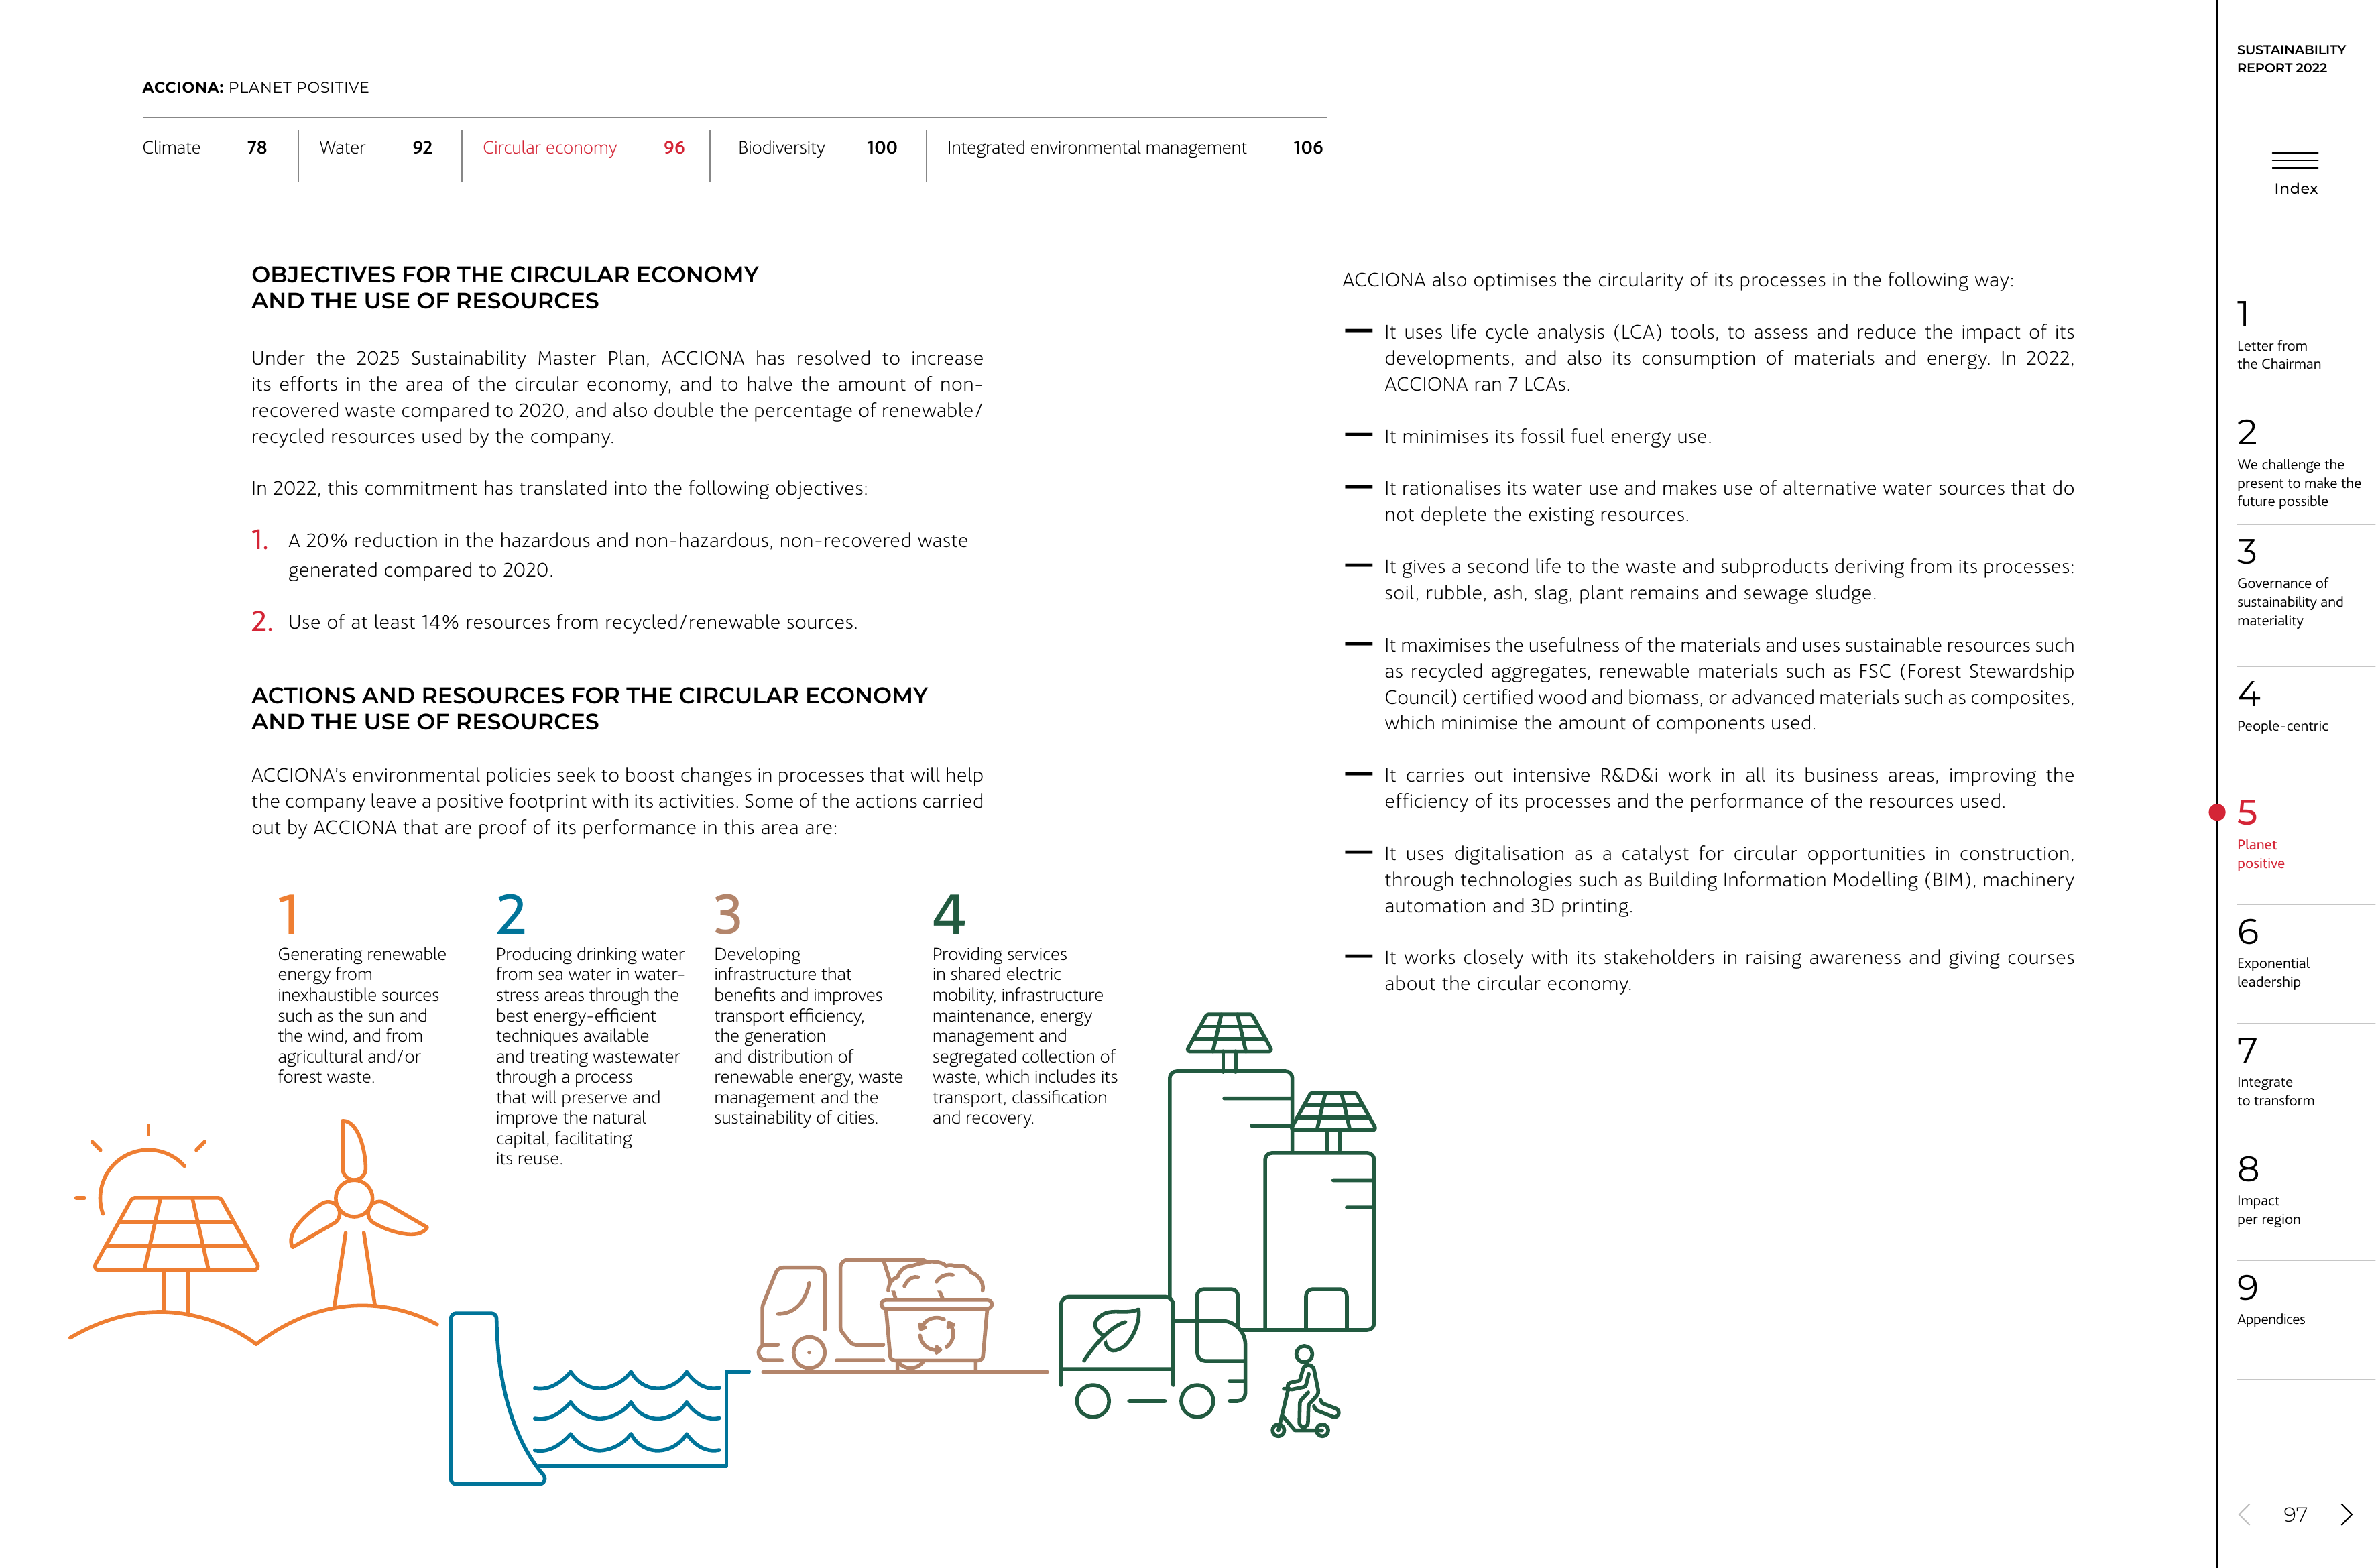 ACCIONA: PLANET POSITIVE
Climate 78
Water 92
Circular economy 96
Biodiversity 100
Integrated environmental management 106
OBJECTIVES FOR THE CIRCULAR ECONOMY
AND THE USE OF RESOURCES
Under the 2025 Sustainability Master Plan, ACCIONA has resolved to increase
its efforts in the area of the circular economy, and to halve the amount of non-
recovered waste compared to 2020, and also double the percentage of renewable/
recycled resources used by the company.
In 2022, this commitment has translated into the following objectives:
1. A 20% reduction in the hazardous and non-hazardous, non-recovered waste
generated compared to 2020.
2. Use of at least 14% resources from recycled/renewable sources.
ACTIONS AND RESOURCES FOR THE CIRCULAR ECONOMY
AND THE USE OF RESOURCES
ACCIONA's environmental policies seek to boost changes in processes that will help
the company leave a positive footprint with its activities. Some of the actions carried
out by ACCIONA that are proof of its performance in this area are:
1
Generating renewable
energy from
inexhaustible sources
such as the sun and
the wind, and from
agricultural and/or
forest waste.
2
Producing drinking water
from sea water in water-
stress areas through the
best energy-efficient
techniques available
and treating wastewater
through a process
that will preserve and
improve the natural
capital, facilitating
its reuse.
3
Developing
infrastructure that
benefits and improves
transport efficiency,
the generation
and distribution of
renewable energy, waste
management and the
sustainability of cities.
4
Providing services
in shared electric
mobility, infrastructure
maintenance, energy
management and
segregated collection of
waste, which includes its
transport, classification
and recovery.
ACCIONA also optimises the circularity of its processes in the following way:
— It uses life cycle analysis (LCA) tools, to assess and reduce the impact of its
developments, and also its consumption of materials and energy. In 2022,
ACCIONA ran 7 LCAs.
— It minimises its fossil fuel energy use.
— It rationalises its water use and makes use of alternative water sources that do
not deplete the existing resources.
— It gives a second life to the waste and subproducts deriving from its processes:
soil, rubble, ash, slag, plant remains and sewage sludge.
— It maximises the usefulness of the materials and uses sustainable resources such
as recycled aggregates, renewable materials such as FSC (Forest Stewardship
Council) certified wood and biomass, or advanced materials such as composites,
which minimise the amount of components used.
— It carries out intensive R&D&i work in all its business areas, improving the
efficiency of its processes and the performance of the resources used.
— It uses digitalisation as a catalyst for circular opportunities in construction,
through technologies such as Building Information Modelling (BIM), machinery
automation and 3D printing.
— It works closely with its stakeholders in raising awareness and giving courses
about the circular economy.
SUSTAINABILITY
REPORT 2022
Index
1
Letter from
the Chairman
2
We challenge the
present to make the
future possible
3
Governance of
sustainability and
materiality
4
People-centric
5
Planet
positive
6
Exponential
leadership
7
Integrate
to transform
8
Impact
per region
9
Appendices
97